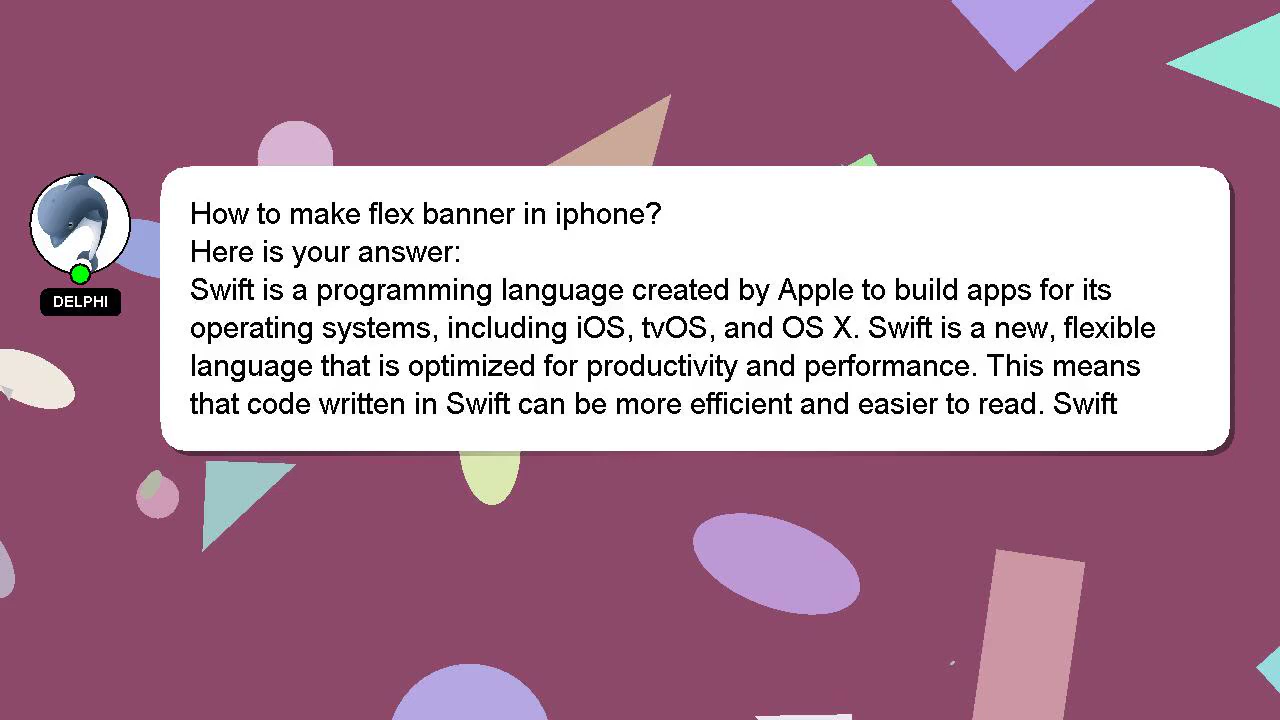 How to make flex banner in iphone?
Here is your answer:
Swift is a programming language created by Apple to build apps for its
operating systems, including iOS, tvOS, and OS X. Swift is a new, flexible
language that is optimized for productivity and performance. This means
that code written in Swift can be more efficient and easier to read. Swift
DELPHI